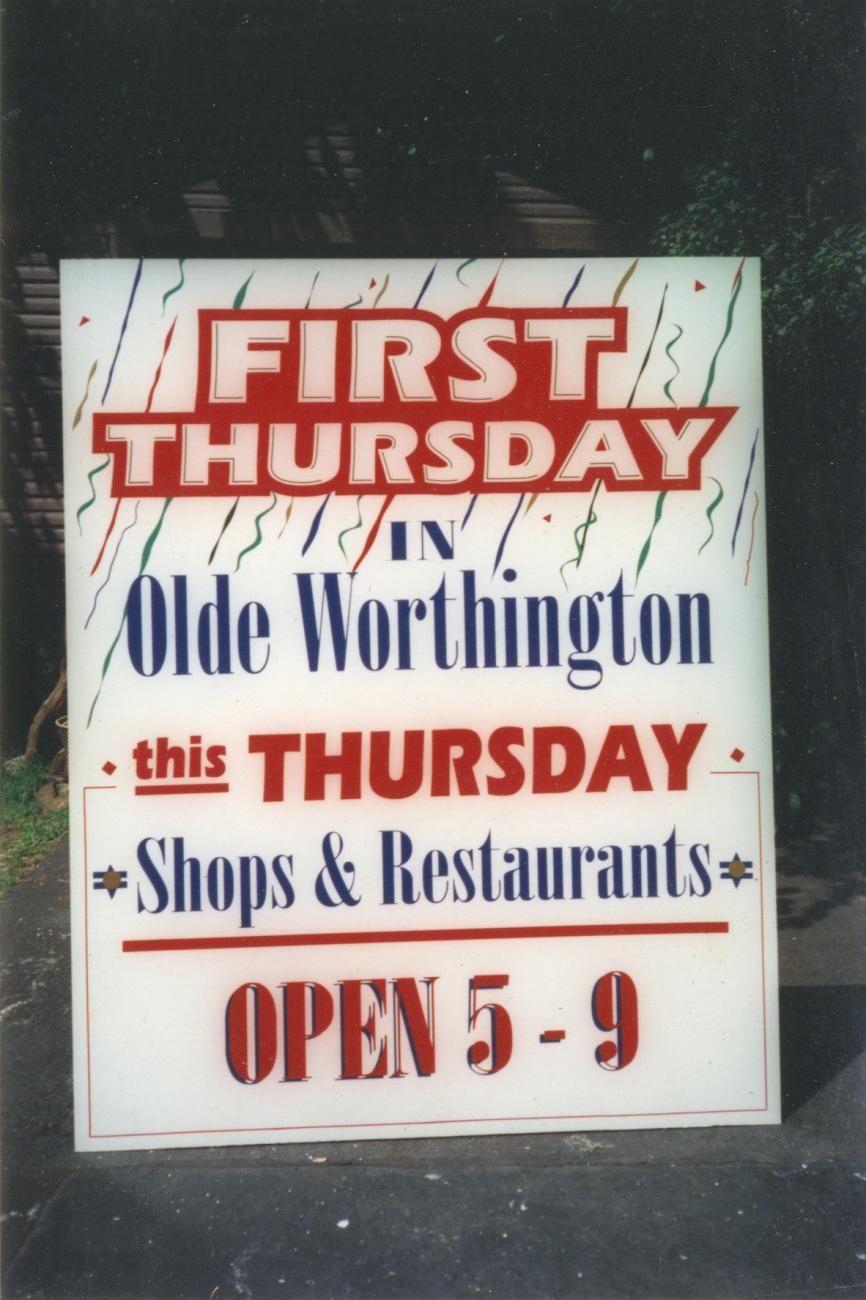 FIRST
THURSDAY
IN
Olde Worthington
this THURSDAY
Shops & Restaurants
OPEN 5 - 9